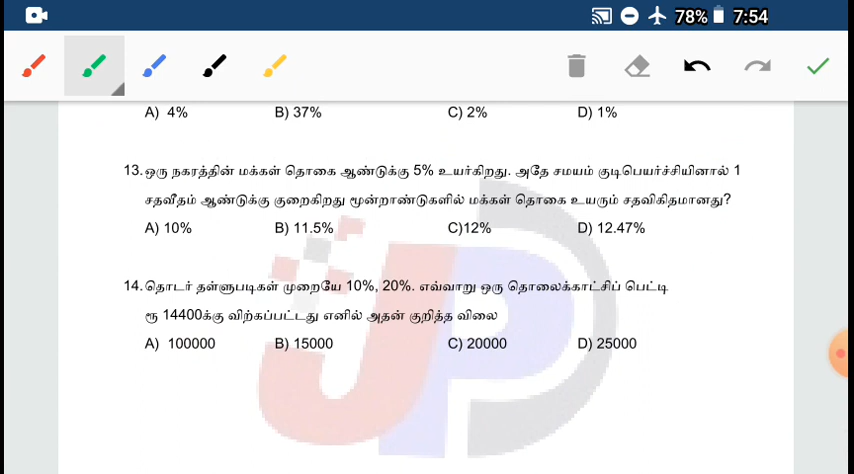 78% 7:54
A) 4% B) 37% C) 2% D) 1%
13. ஒரு நகரத்தின் மக்கள் தொகை ஆண்டுக்கு 5% உயர்கிறது. அதே சமயம் குடிபெயர்ச்சியினால் 1
சதவீதம் ஆண்டுக்கு குறைகிறது மூன்றாண்டுகளில் மக்கள் தொகை உயரும் சதவிகிதமானது?
A) 10% B) 11.5% C)12% D) 12.47%
14. தொடர் தள்ளுபடிகள் முறையே 10%, 20%. எவ்வாறு ஒரு தொலைக்காட்சிப் பெட்டி
ரூ 14400க்கு விற்கப்பட்டது எனில் அதன் குறித்த விலை
A) 100000 B) 15000 C) 20000 D) 25000
JP